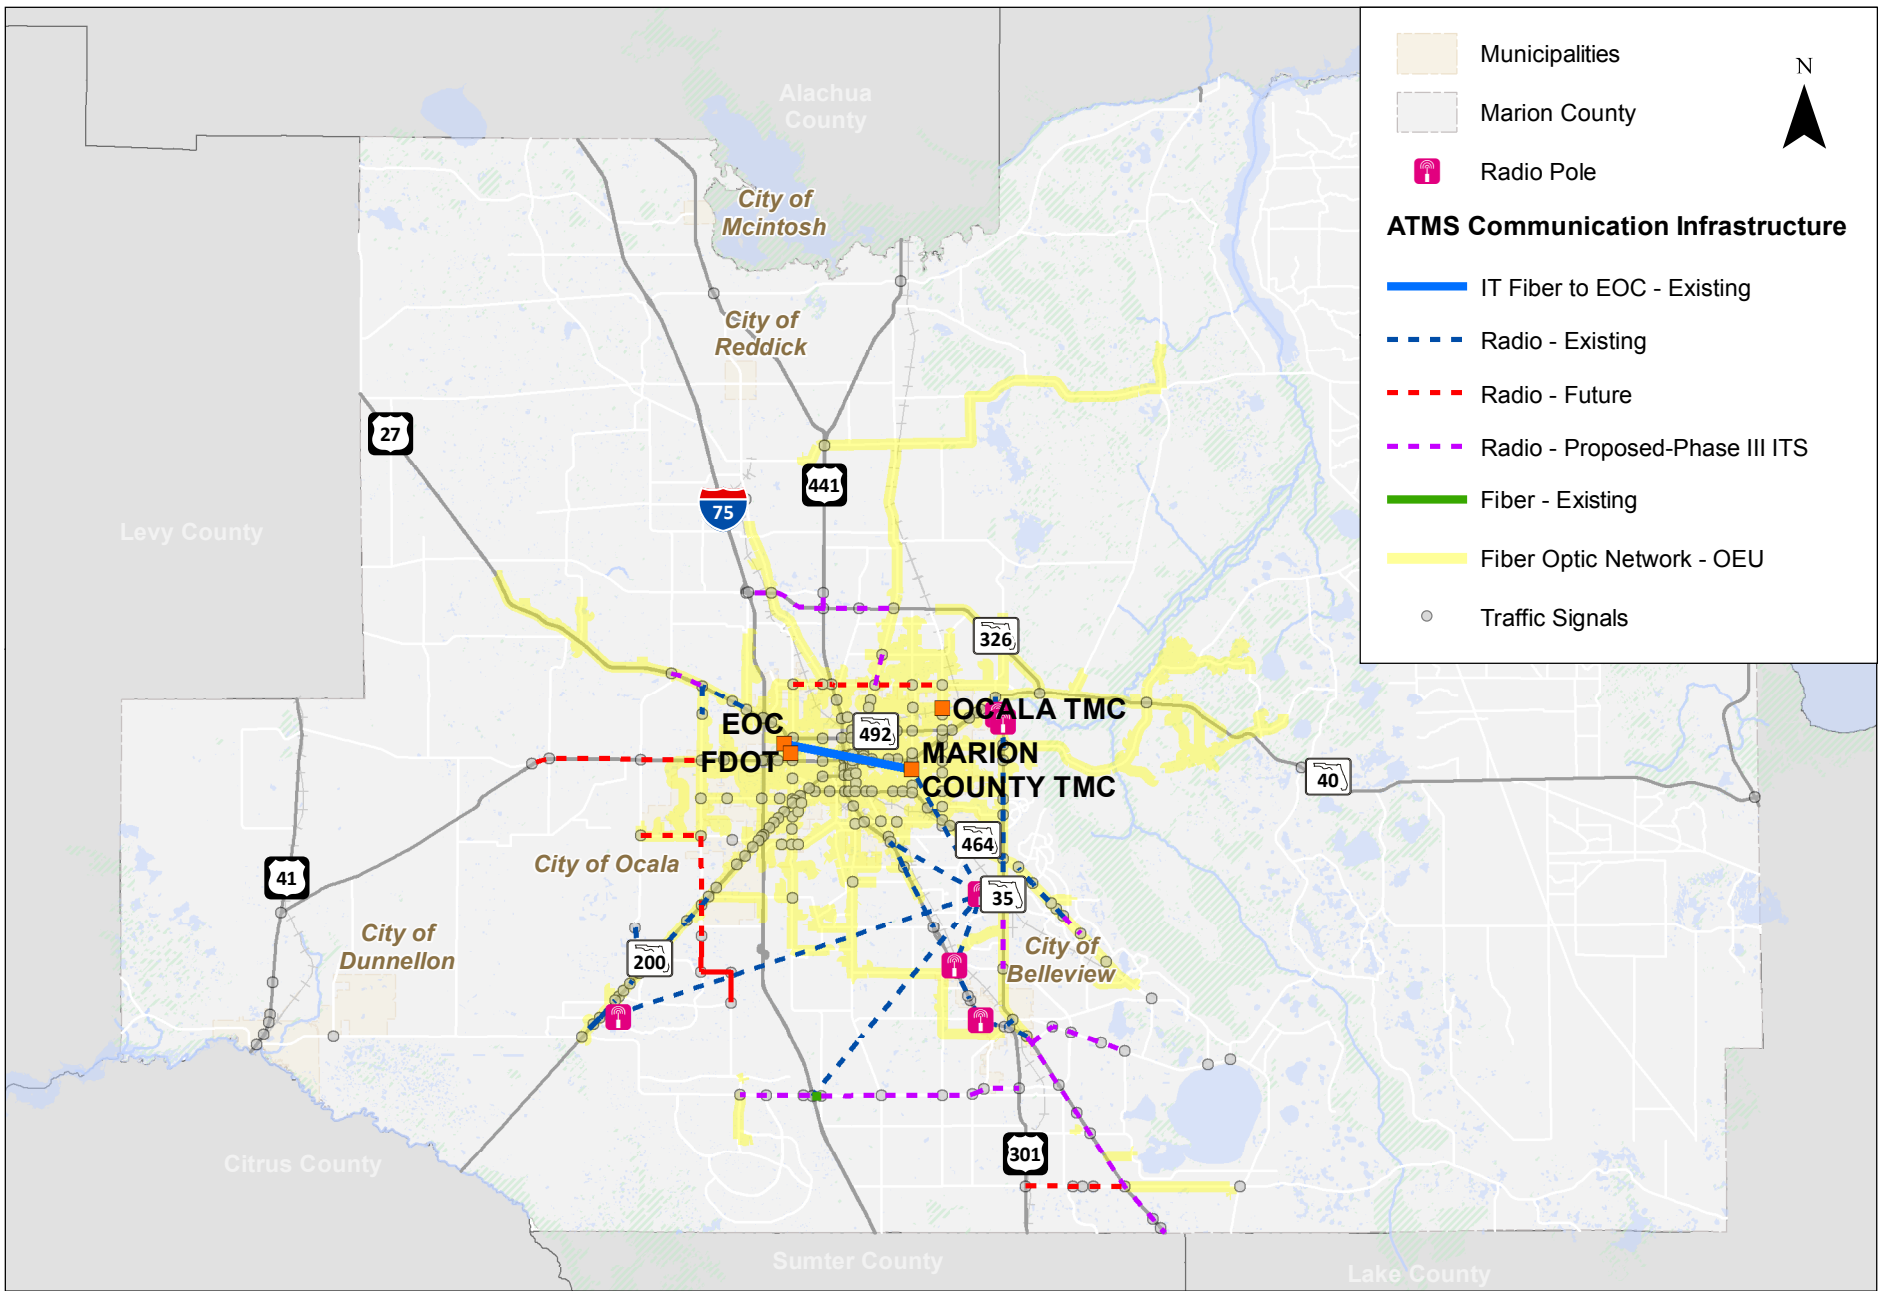 Alachua
County
City of
Mcintosh
City of
Reddick
27
441
75
Levy County
326
EOC
OCALA TMC
492
FDOT
MARION
COUNTY TMC
40
464
City of Ocala
41
35
City of
Dunnellon
200
City of
Belleview
301
Citrus County
Sumter County
Lake County
Municipalities
N
Marion County
Radio Pole
ATMS Communication Infrastructure
IT Fiber to EOC - Existing
Radio - Existing
Radio - Future
Radio - Proposed-Phase III ITS
Fiber - Existing
Fiber Optic Network - OEU
Traffic Signals